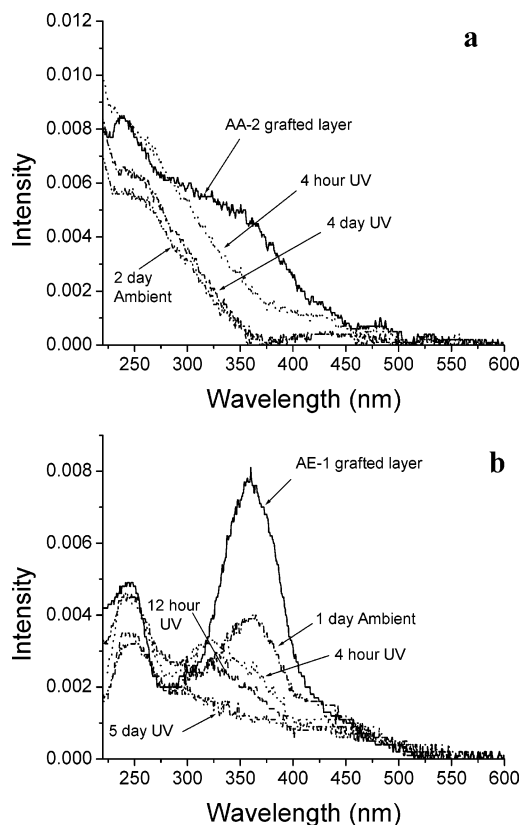 a
0.012
0.010
0.008
0.006
0.004
0.002
0.000
Intensity
AA-2 grafted layer
4 hour UV
4 day UV
2 day
Ambient
250 300 350 400 450 500 550 600
Wavelength (nm)
b
0.008
0.006
0.004
0.002
0.000
Intensity
AE-1 grafted layer
12 hour
UV
1 day Ambient
4 hour UV
5 day UV
250 300 350 400 450 500 550 600
Wavelength (nm)